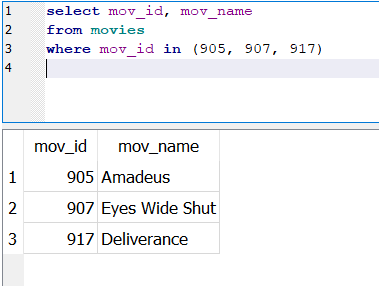 1 select mov_id, mov_name
2 from movies
3 where mov_id in (905, 907, 917)
4
mov_id mov_name
1 905 Amadeus
2 907 Eyes Wide Shut
3 917 Deliverance